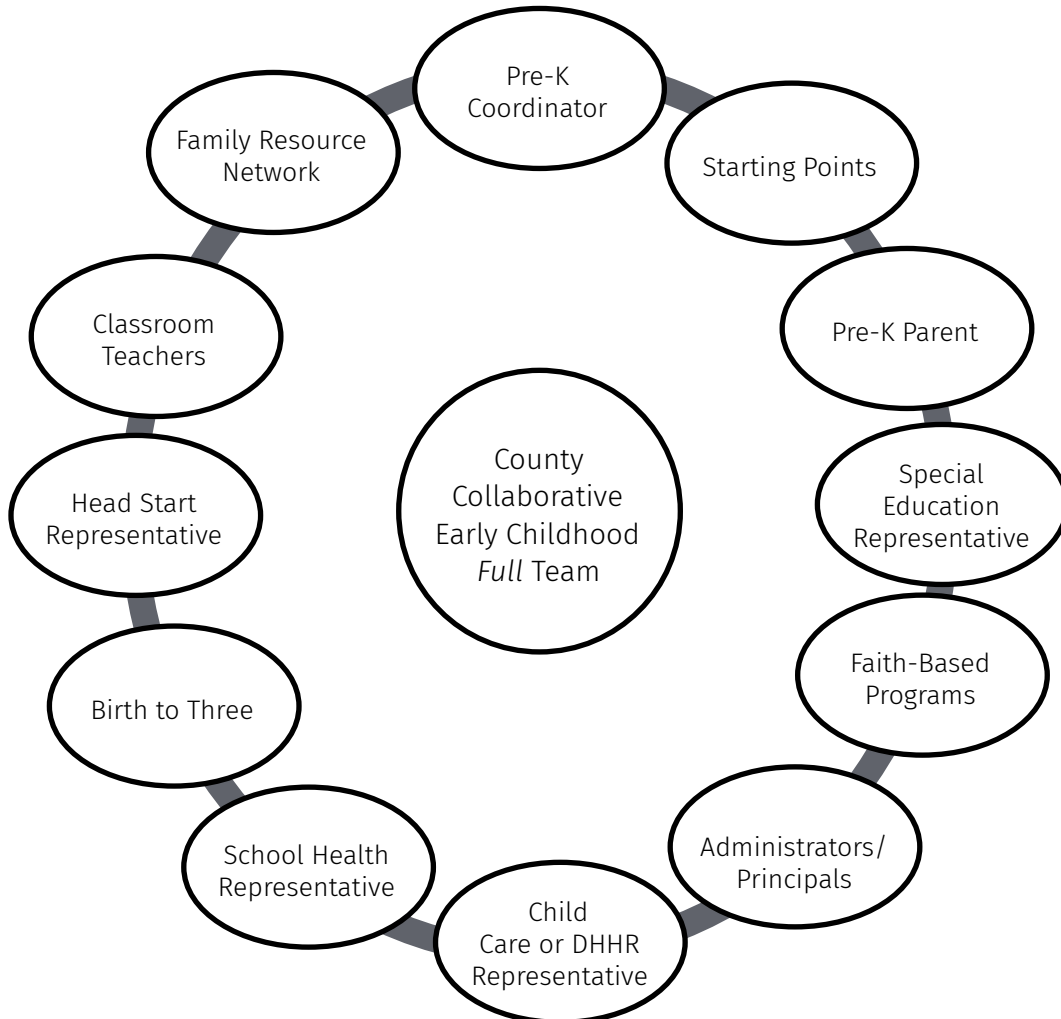 Pre-K
Coordinator
Starting Points
Pre-K Parent
Special
Education
Representative
Faith-Based
Programs
Administrators/
Principals
Child
Care or DHHR
Representative
School Health
Representative
Birth to Three
Head Start
Representative
Classroom
Teachers
Family Resource
Network
County
Collaborative
Early Childhood
Full Team